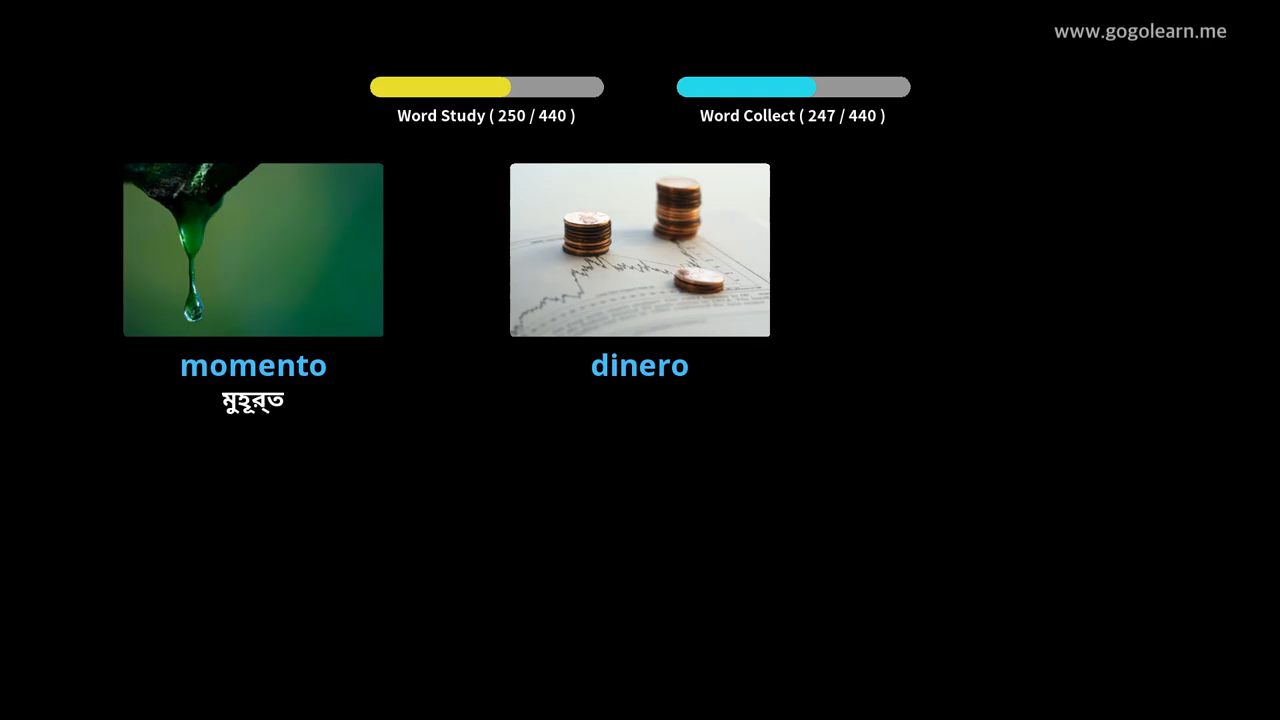 www.gogolearn.me
Word Study ( 250 / 440 )
Word Collect ( 247 / 440 )
momento
মুহূর্ত
dinero